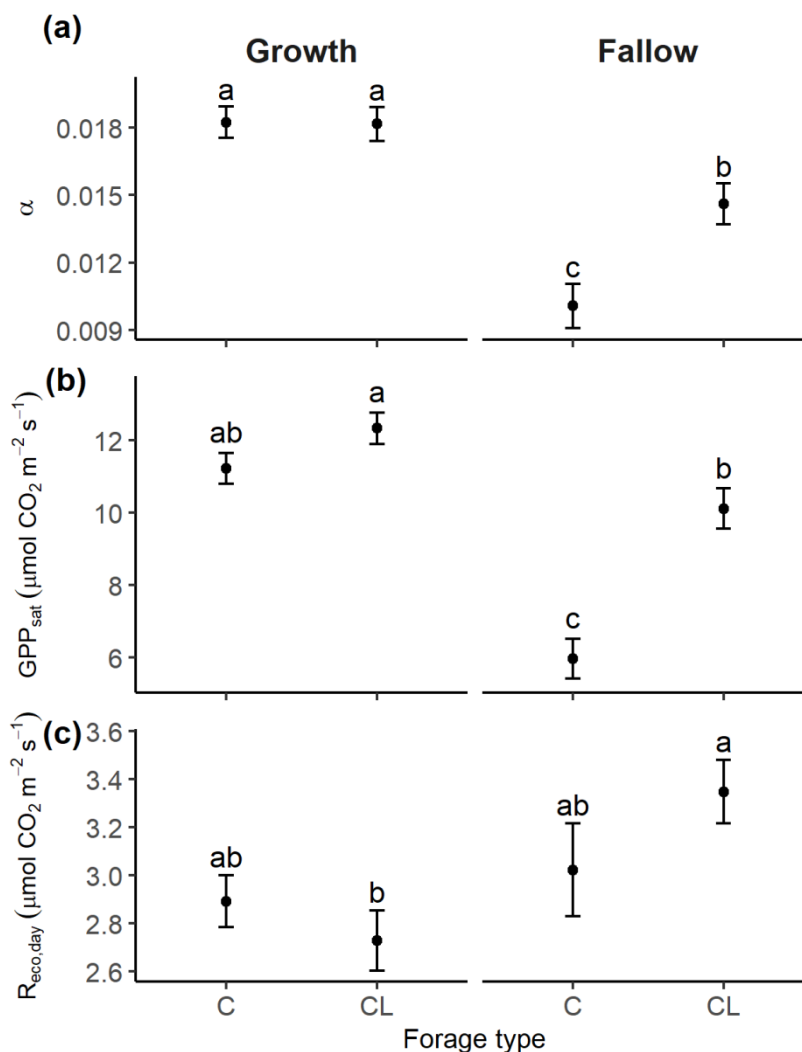 (a)
Growth Fallow
a a
0.018
b
0.015
α
c
0.012
0.009
(b)
a
ab
12
b
10
8
c
6
GPPsat (μmol CO₂ m⁻² s⁻¹)
(c)
3.6
a
3.4
ab
3.2
ab
3.0
b
2.8
2.6
Reco,day (μmol CO₂ m⁻² s⁻¹)
C CL C CL
Forage type